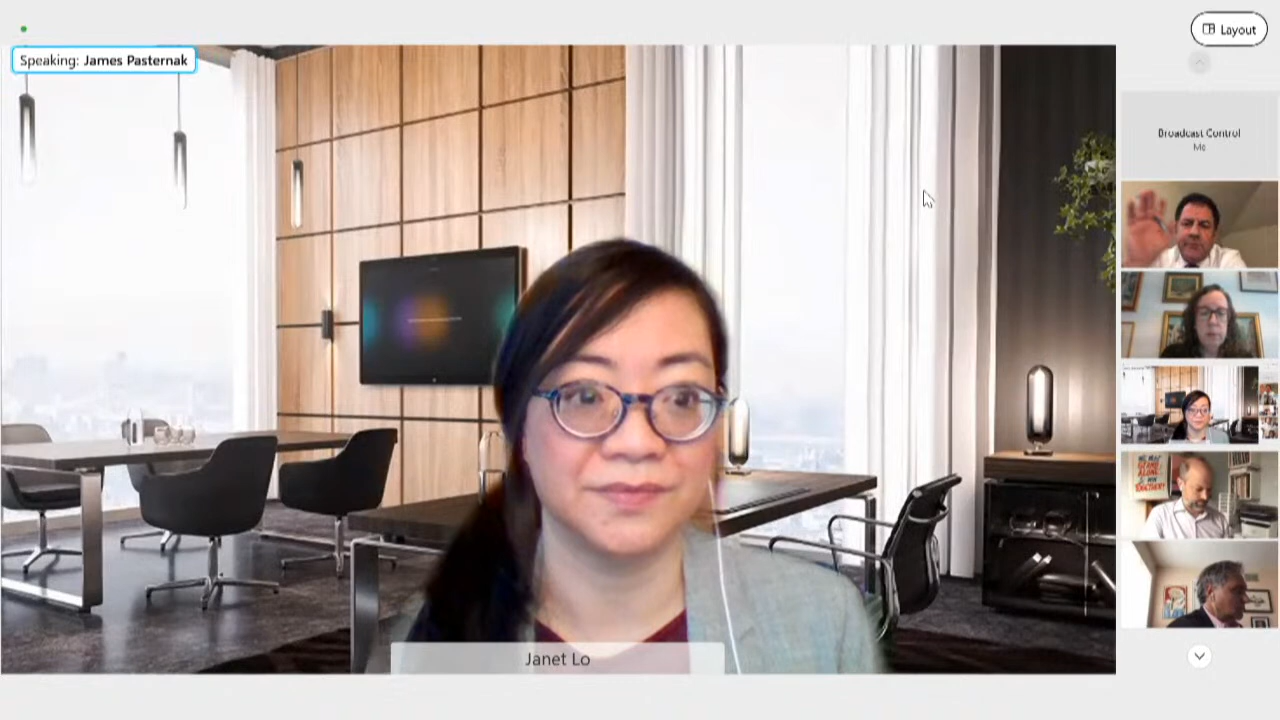 Layout
Speaking: James Pasternak
Broadcast Control
Me
Janet Lo